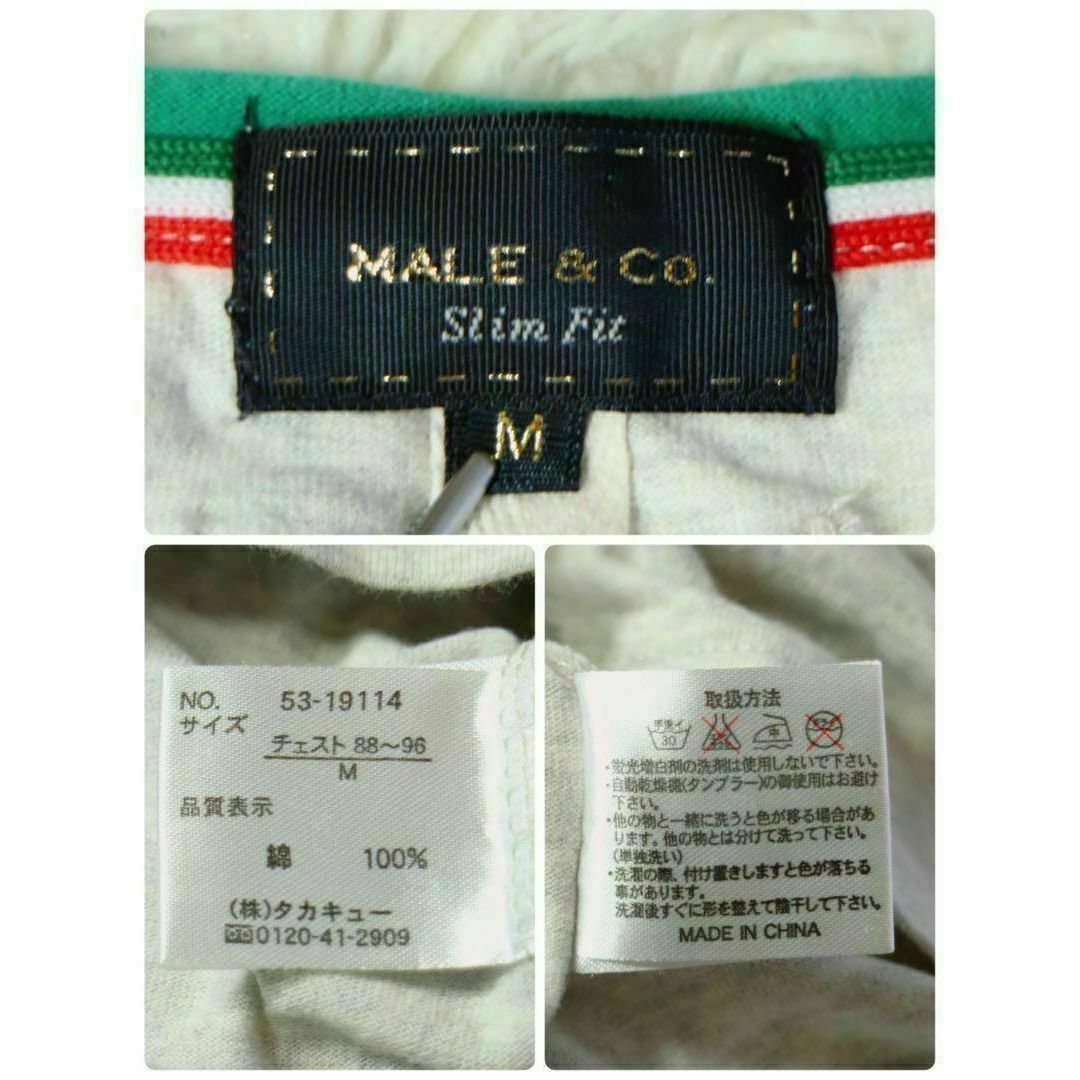 MALE & Co.
Slim Fit
M
NO. 53-19114
サイズ
チェスト 88〜96
M
品質表示
綿 100%
(株)タカキュー
0120-41-2909
取扱方法
手洗イ
30
中
・蛍光増白剤の洗剤は使用しないで下さい。
・自動乾燥機(タンブラー)の御使用はお避け
下さい。
・他の物と一緒に洗うと色が移る場合があ
ります。他の物とは分けて洗って下さい。
(単独洗い)
・洗濯の際、付け置きしますと色が落ちる
事があります。
洗濯後すぐに形を整えて陰干して下さい。
MADE IN CHINA